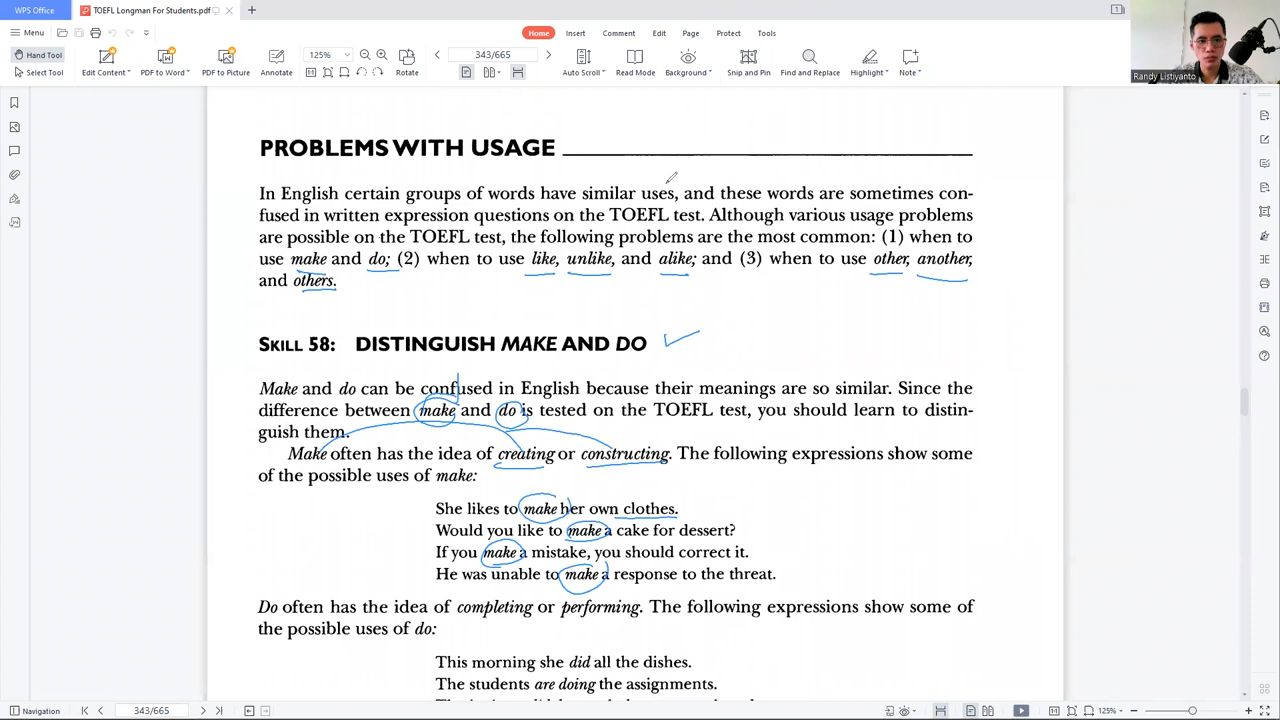 WPS Office
TOEFL Longman For Students.pdf
1
Menu
Home
Insert
Comment
Edit
Page
Protect
Tools
Hand Tool
Select Tool
Edit Content
PDF to Word
PDF to Picture
Annotate
125%
Rotate
343/665
Auto Scroll
Read Mode
Background
Snip and Pin
Find and Replace
Highlight
Note
Randy Listiyanto
PROBLEMS WITH USAGE
In English certain groups of words have similar uses, and these words are sometimes con-
fused in written expression questions on the TOEFL test. Although various usage problems
are possible on the TOEFL test, the following problems are the most common: (1) when to
use make and do; (2) when to use like, unlike, and alike; and (3) when to use other, another,
and others.
SKILL 58: DISTINGUISH MAKE AND DO
Make and do can be confused in English because their meanings are so similar. Since the
difference between make and do is tested on the TOEFL test, you should learn to distin-
guish them.
Make often has the idea of creating or constructing. The following expressions show some
of the possible uses of make:
She likes to make her own clothes.
Would you like to make a cake for dessert?
If you make a mistake, you should correct it.
He was unable to make a response to the threat.
Do often has the idea of completing or performing. The following expressions show some of
the possible uses of do:
This morning she did all the dishes.
The students are doing the assignments.
Navigation
343/665
125%